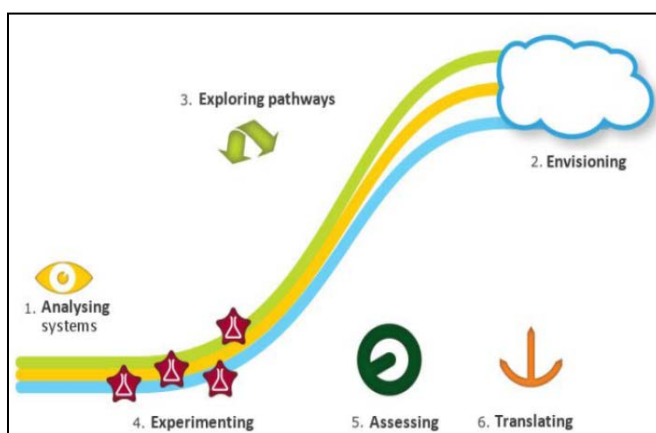 3. Exploring pathways
2. Envisioning
1. Analysing
systems
4. Experimenting
5. Assessing
6. Translating